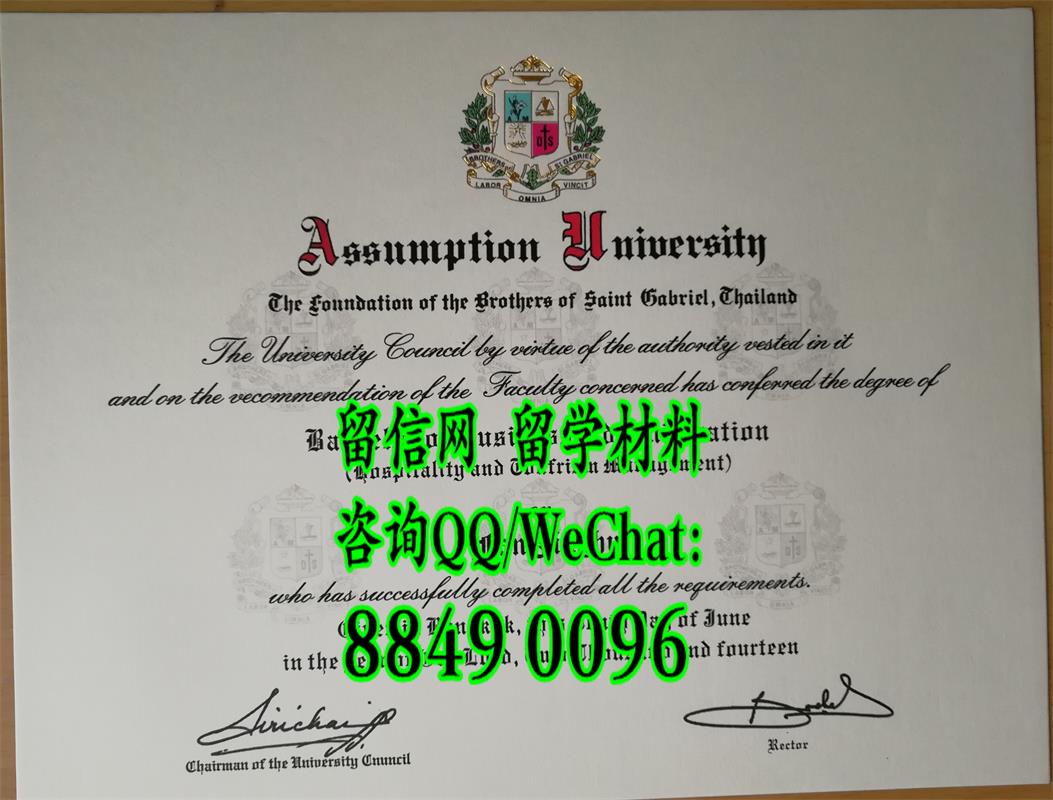 BROTHERS ST GABRIEL
LABOR OMNIA VINCIT
Assumption University
The Foundation of the Brothers of Saint Gabriel, Thailand
The University Council by virtue of the authority vested in it
and on the recommendation of the Faculty concerned has conferred the degree of
留信网 留学材料
and
咨询QQ/WeChat:
who has successfully completed all the requirements.
of June
8849 0096
in the and fourteen
Chairman of the University Cnuncil
Rector